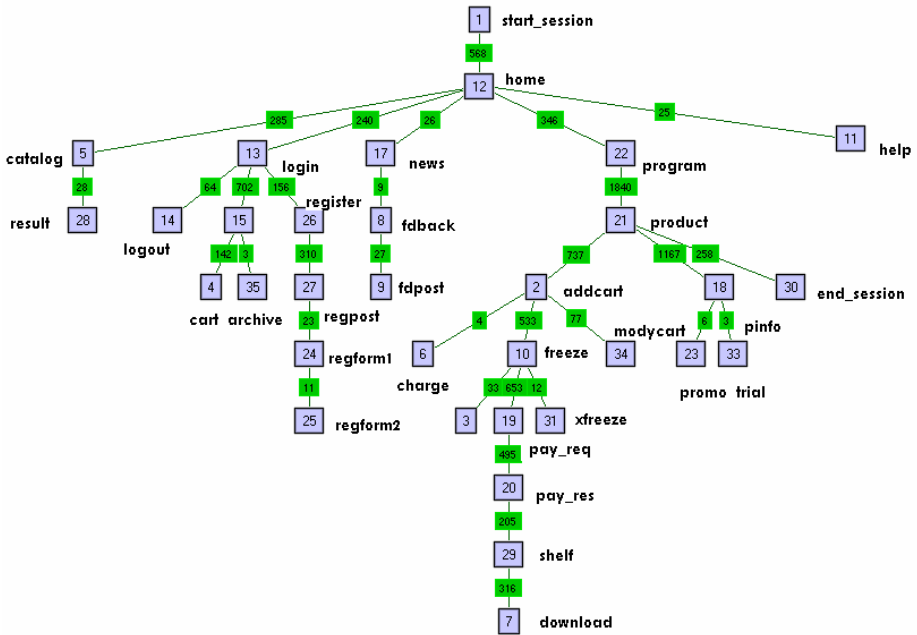 1 start_session
568
12 home
285 240 26 346 25
5 catalog 13 login 17 news 22 program 11 help
28 64 702 156 9 1840
28 result 14 logout 15 26 register 8 fdback 21 product
142 3 310 27 737 1167 258
4 cart 35 archive 27 regpost 9 fdpost 2 addcart 18 pinfo 30 end_session
23 4 533 77 6 3
24 regform1 6 charge 10 freeze 34 modycart 23 promo 33 trial
11 33 653 12
25 regform2 3 19 pay_req 31 xfreeze
495
20 pay_res
205
29 shelf
316
7 download